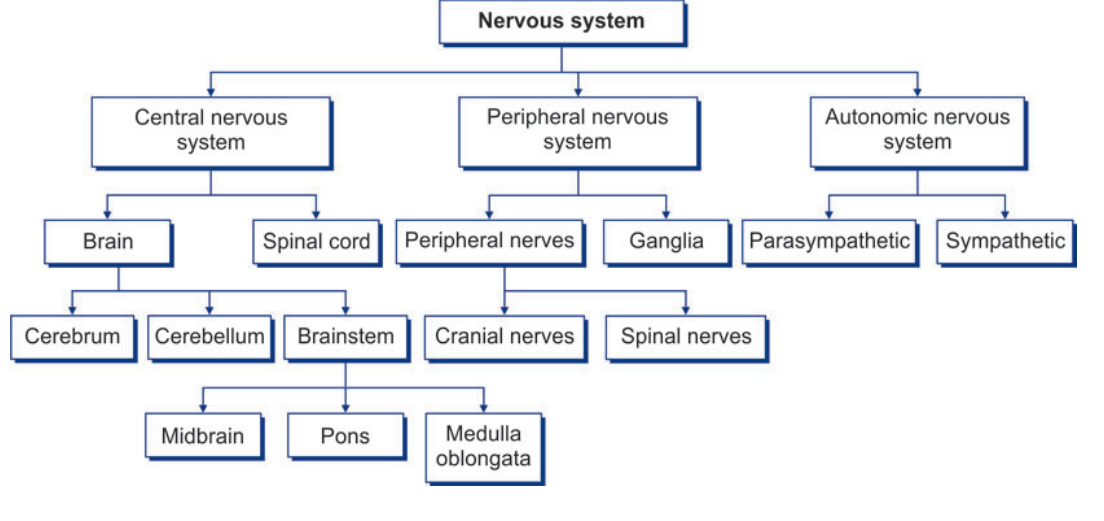 Nervous system
Central nervous
system
Peripheral nervous
system
Autonomic nervous
system
Brain
Spinal cord
Peripheral nerves
Ganglia
Parasympathetic
Sympathetic
Cerebrum
Cerebellum
Brainstem
Cranial nerves
Spinal nerves
Midbrain
Pons
Medulla
oblongata